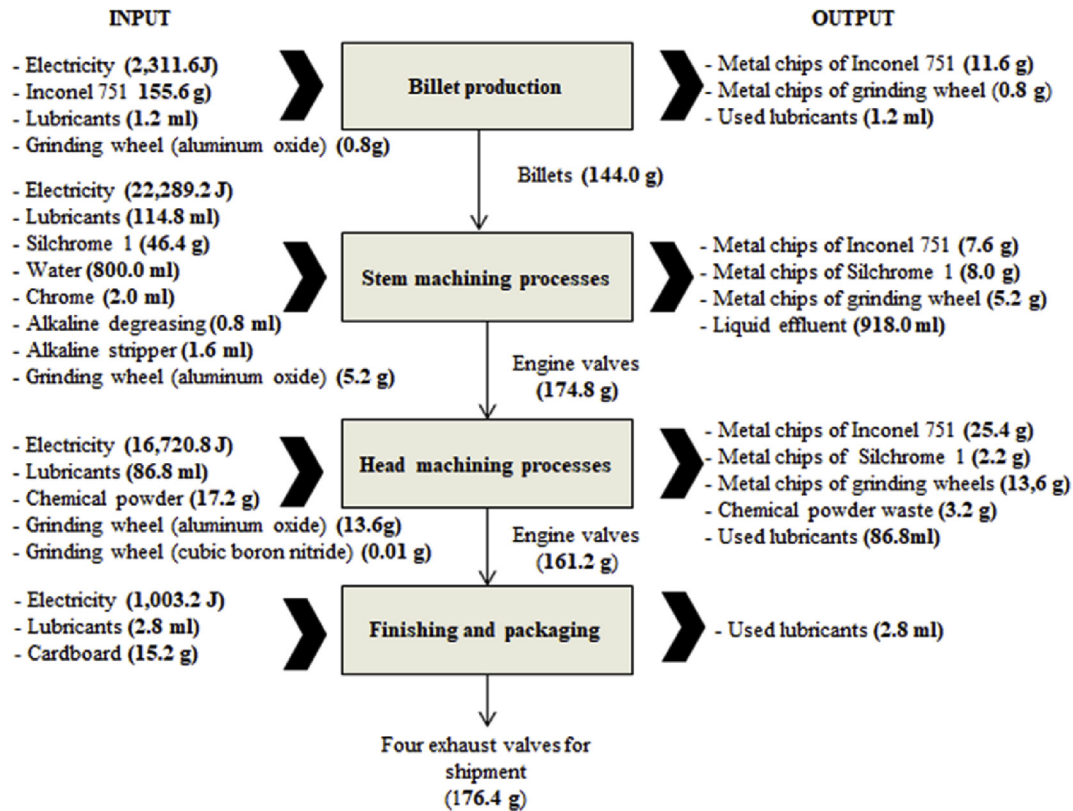 INPUT
OUTPUT
- Electricity (2,311.6J)
- Inconel 751 155.6 g)
- Lubricants (1.2 ml)
- Grinding wheel (aluminum oxide) (0.8g)
Billet production
- Metal chips of Inconel 751 (11.6 g)
- Metal chips of grinding wheel (0.8 g)
- Used lubricants (1.2 ml)
Billets (144.0 g)
- Electricity (22,289.2 J)
- Lubricants (114.8 ml)
- Silchrome 1 (46.4 g)
- Water (800.0 ml)
- Chrome (2.0 ml)
- Alkaline degreasing (0.8 ml)
- Alkaline stripper (1.6 ml)
- Grinding wheel (aluminum oxide) (5.2 g)
Stem machining processes
- Metal chips of Inconel 751 (7.6 g)
- Metal chips of Silchrome 1 (8.0 g)
- Metal chips of grinding wheel (5.2 g)
- Liquid effluent (918.0 ml)
Engine valves
(174.8 g)
- Electricity (16,720.8 J)
- Lubricants (86.8 ml)
- Chemical powder (17.2 g)
- Grinding wheel (aluminum oxide) (13.6g)
- Grinding wheel (cubic boron nitride) (0.01 g)
Head machining processes
- Metal chips of Inconel 751 (25.4 g)
- Metal chips of Silchrome 1 (2.2 g)
- Metal chips of grinding wheels (13,6 g)
- Chemical powder waste (3.2 g)
- Used lubricants (86.8ml)
Engine valves
(161.2 g)
- Electricity (1,003.2 J)
- Lubricants (2.8 ml)
- Cardboard (15.2 g)
Finishing and packaging
- Used lubricants (2.8 ml)
Four exhaust valves for
shipment
(176.4 g)